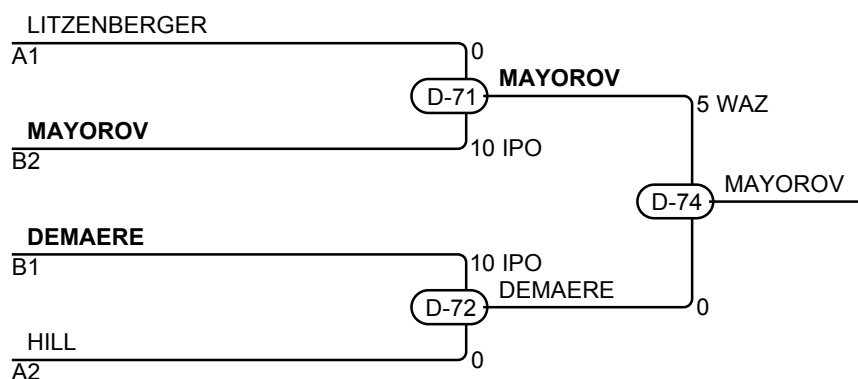 LITZENBERGER
A1
0
D-71
MAYOROV
MAYOROV
B2
10 IPO
5 WAZ
D-74
MAYOROV
DEMAERE
B1
10 IPO
D-72
DEMAERE
0
HILL
A2
0